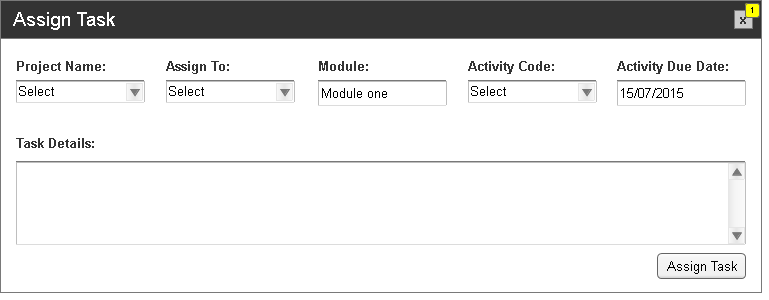 Assign Task
x
1
Project Name: Assign To: Module: Activity Code: Activity Due Date:
Select Select Module one Select 15/07/2015
Task Details:
Assign Task